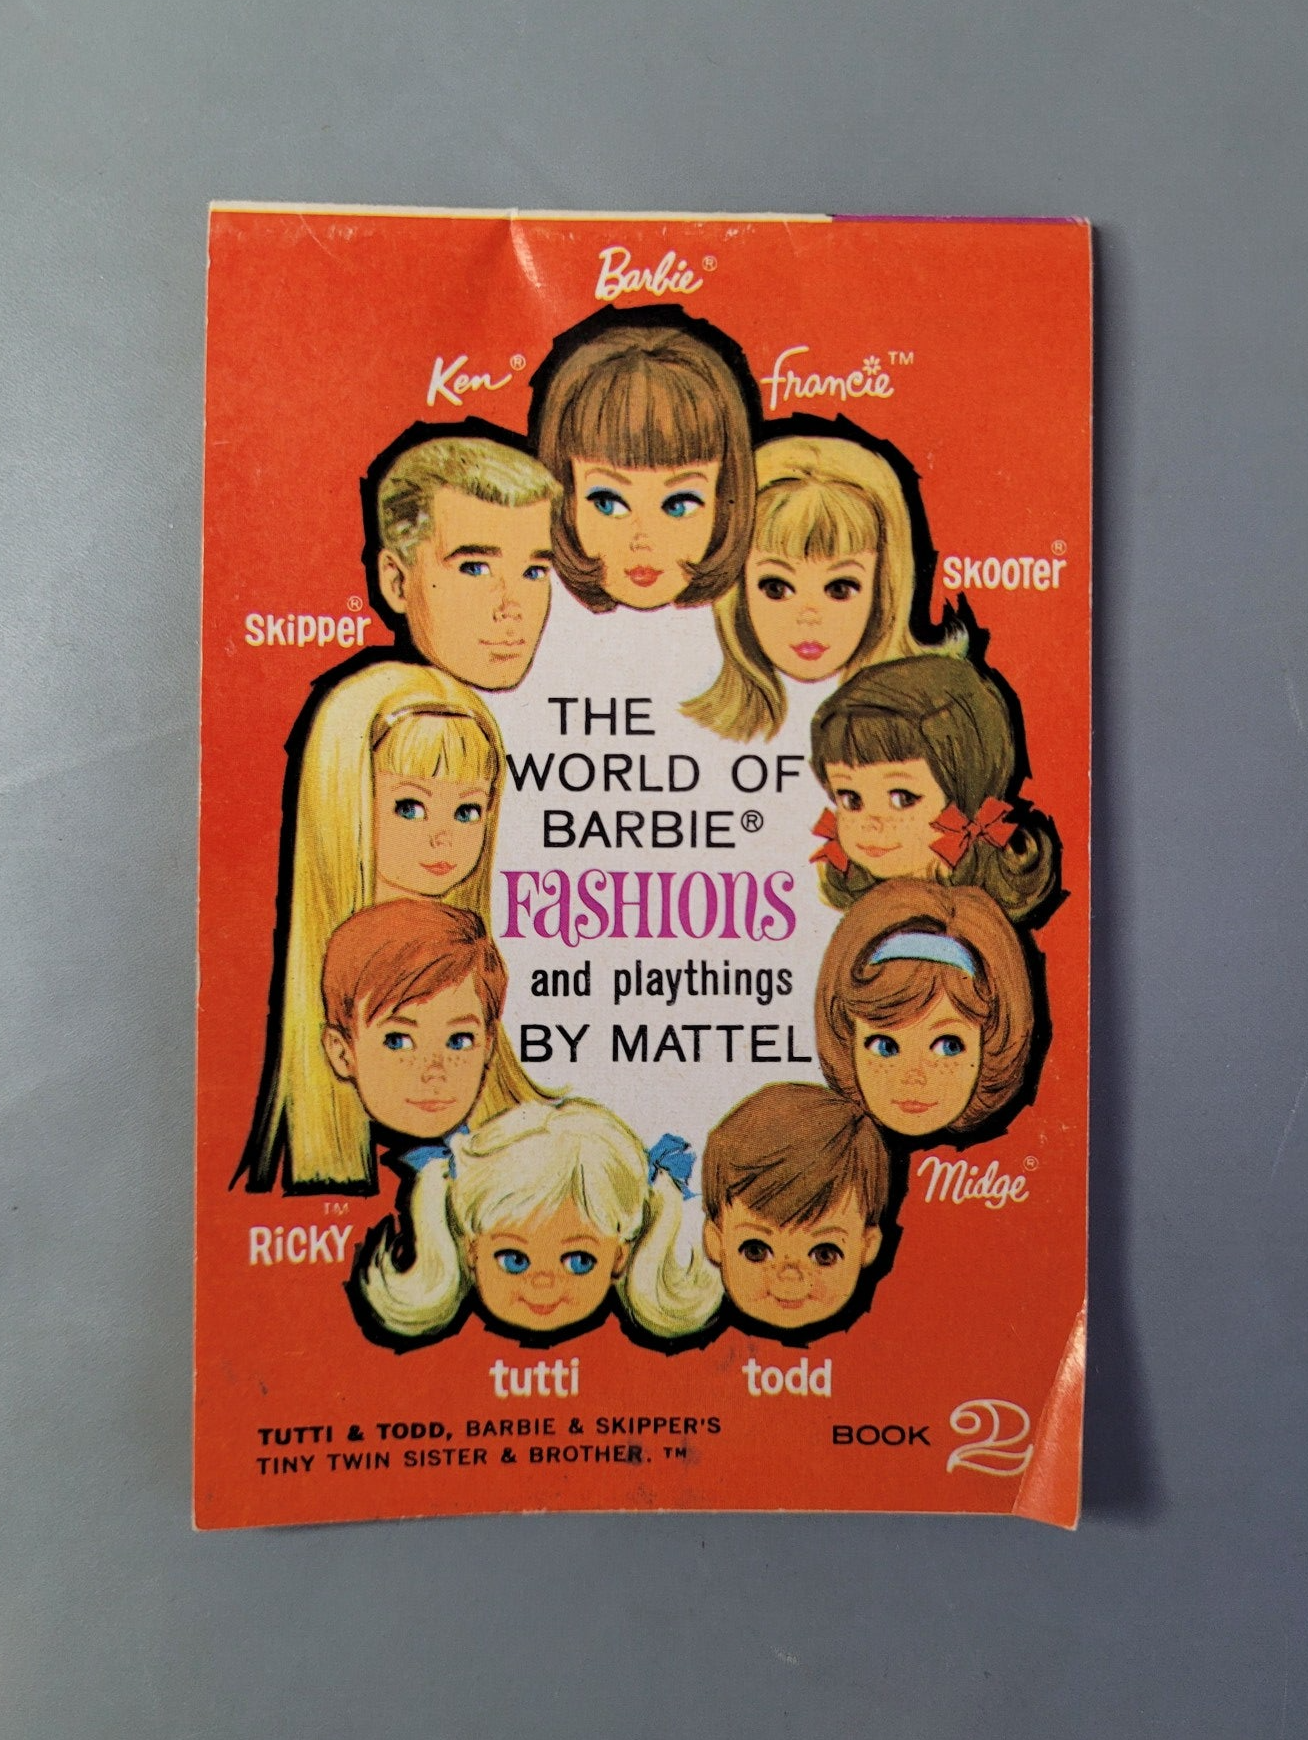 Barbie®
Ken®
Francie™
SKOOTER®
SKipper®
THE
WORLD OF
BARBIE®
FASHIONS
and playthings
BY MATTEL
Midge®
RiCKY™
tutti
todd
TUTTI & TODD, BARBIE & SKIPPER'S
TINY TWIN SISTER & BROTHER.™
BOOK 2